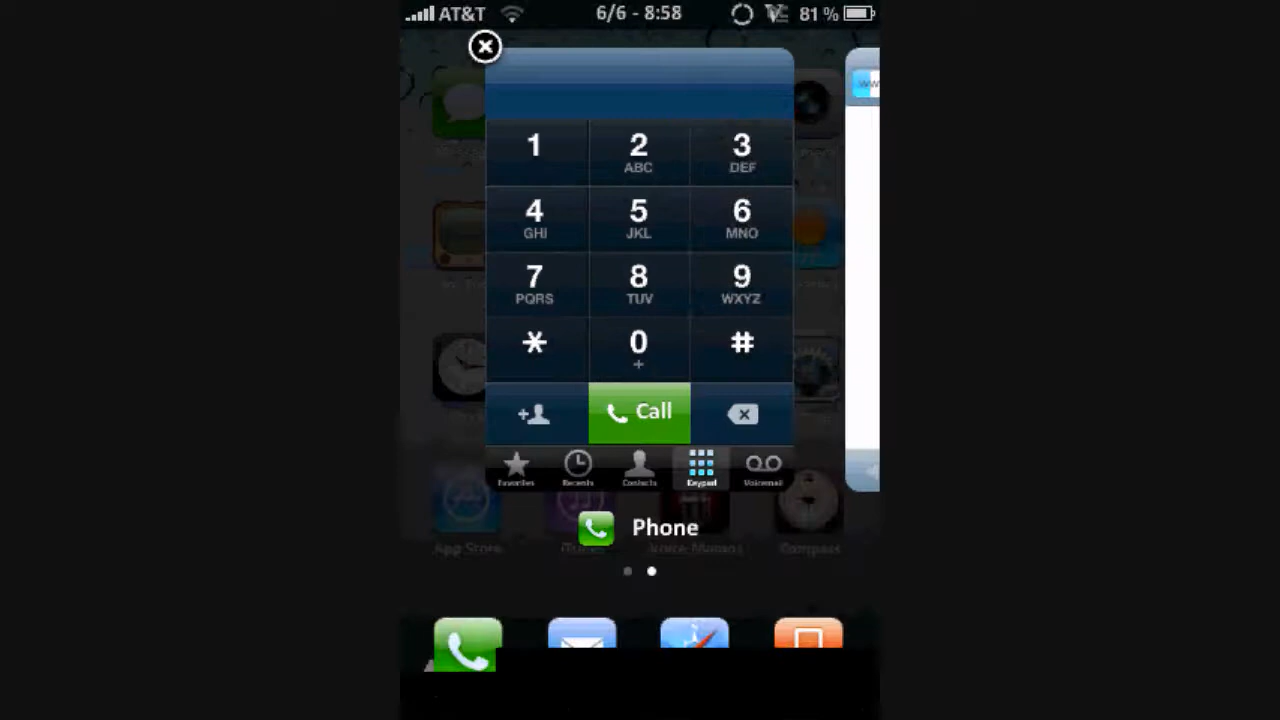 AT&T 6/6 - 8:58 81 %
1 2 3
ABC DEF
4 5 6
GHI JKL MNO
7 8 9
PQRS TUV WXYZ
* 0 #
+
Call
Favorites Recents Contacts Keypad Voicemail
Phone
App Store Compass